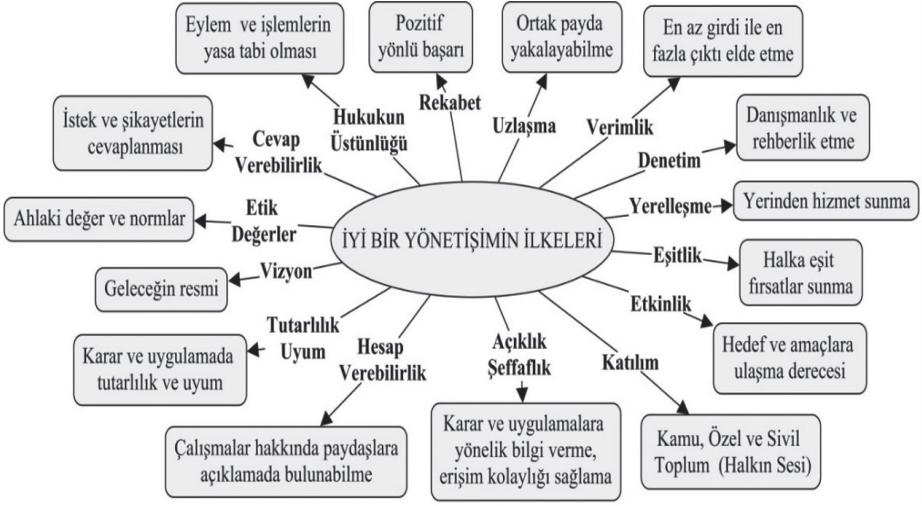 Eylem ve işlemlerin
yasa tabi olması
Pozitif
yönlü başarı
Ortak payda
yakalayabilme
En az girdi ile en
fazla çıktı elde etme
Hukukun
Üstünlüğü
Rekabet
Uzlaşma
Verimlik
İstek ve şikayetlerin
cevaplanması
Cevap
Verebilirlik
Denetim
Danışmanlık ve
rehberlik etme
Ahlaki değer ve normlar
Etik
Değerler
İYİ BİR YÖNETİŞİMİN İLKELERİ
Yerelleşme
Yerinden hizmet sunma
Geleceğin resmi
Vizyon
Eşitlik
Halka eşit
fırsatlar sunma
Karar ve uygulamada
tutarlılık ve uyum
Tutarlılık
Uyum
Hesap
Verebilirlik
Açıklık
Şeffaflık
Katılım
Etkinlik
Hedef ve amaçlara
ulaşma derecesi
Çalışmalar hakkında paydaşlara
açıklamada bulunabilme
Karar ve uygulamalara
yönelik bilgi verme,
erişim kolaylığı sağlama
Kamu, Özel ve Sivil
Toplum (Halkın Sesi)